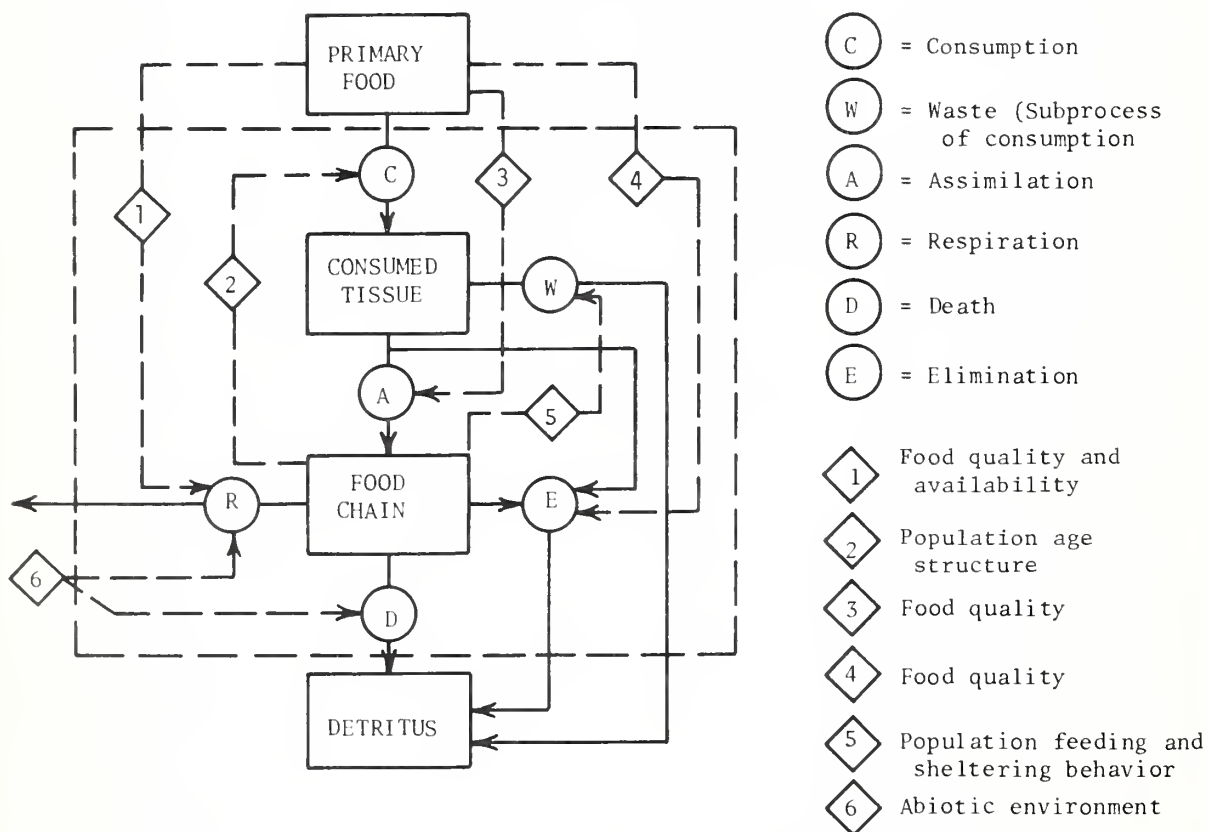 PRIMARY
FOOD
C
1
3
4
2
CONSUMED
TISSUE
W
A
5
FOOD
CHAIN
R
E
6
D
DETRITUS
C = Consumption
W = Waste (Subprocess
of consumption
A = Assimilation
R = Respiration
D = Death
E = Elimination
1 Food quality and
availability
2 Population age
structure
3 Food quality
4 Food quality
5 Population feeding and
sheltering behavior
6 Abiotic environment